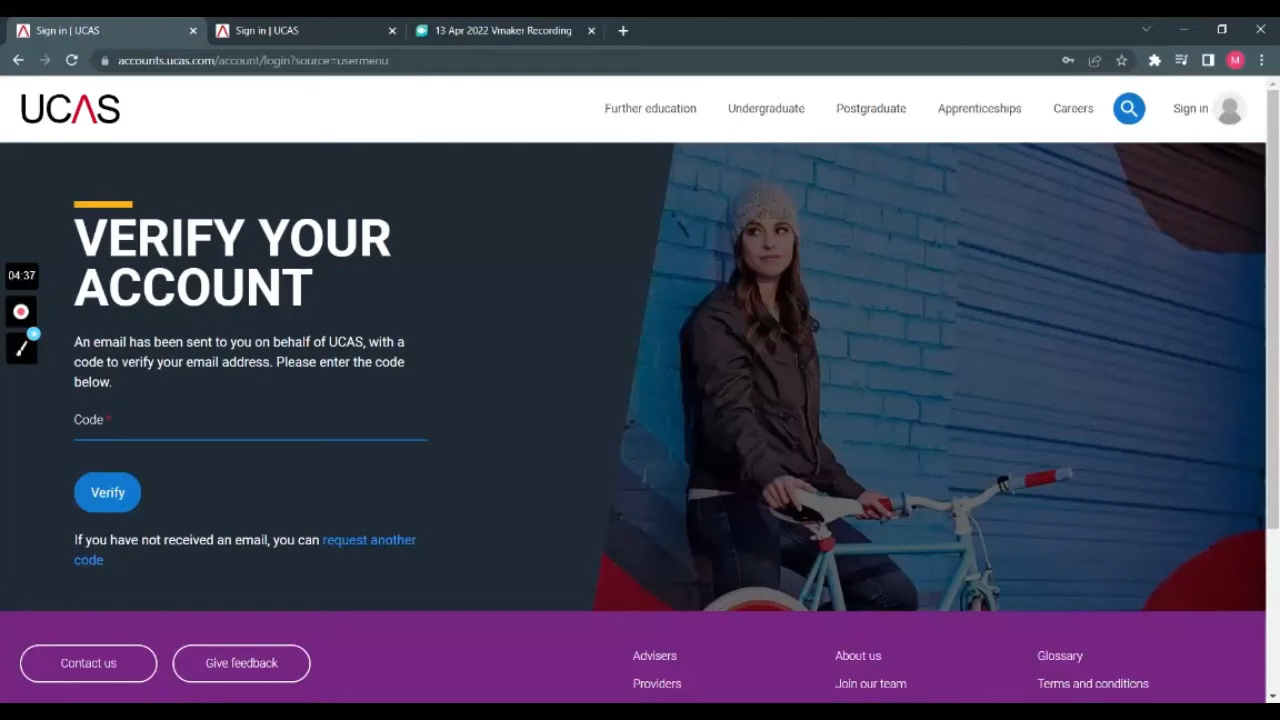 Sign in | UCAS
Sign in | UCAS
13 Apr 2022 Vmaker Recording
accounts.ucas.com/account/login?source=usermenu
M
UCAS
Further education
Undergraduate
Postgraduate
Apprenticeships
Careers
Sign in
VERIFY YOUR
ACCOUNT
04:37
An email has been sent to you on behalf of UCAS, with a
code to verify your email address. Please enter the code
below.
Code *
Verify
If you have not received an email, you can request another
code
Contact us
Give feedback
Advisers
About us
Glossary
Providers
Join our team
Terms and conditions